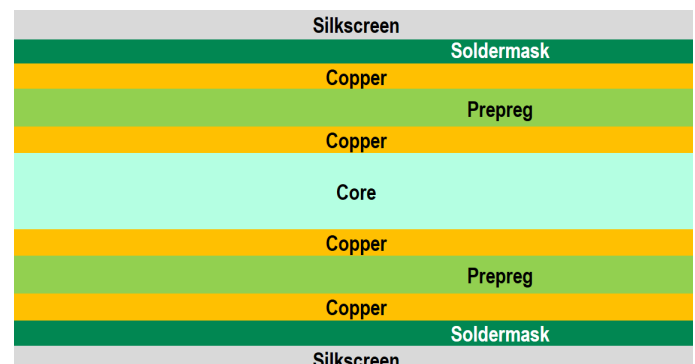 Silkscreen
Soldermask
Copper
Prepreg
Copper
Core
Copper
Prepreg
Copper
Soldermask
Silkscreen